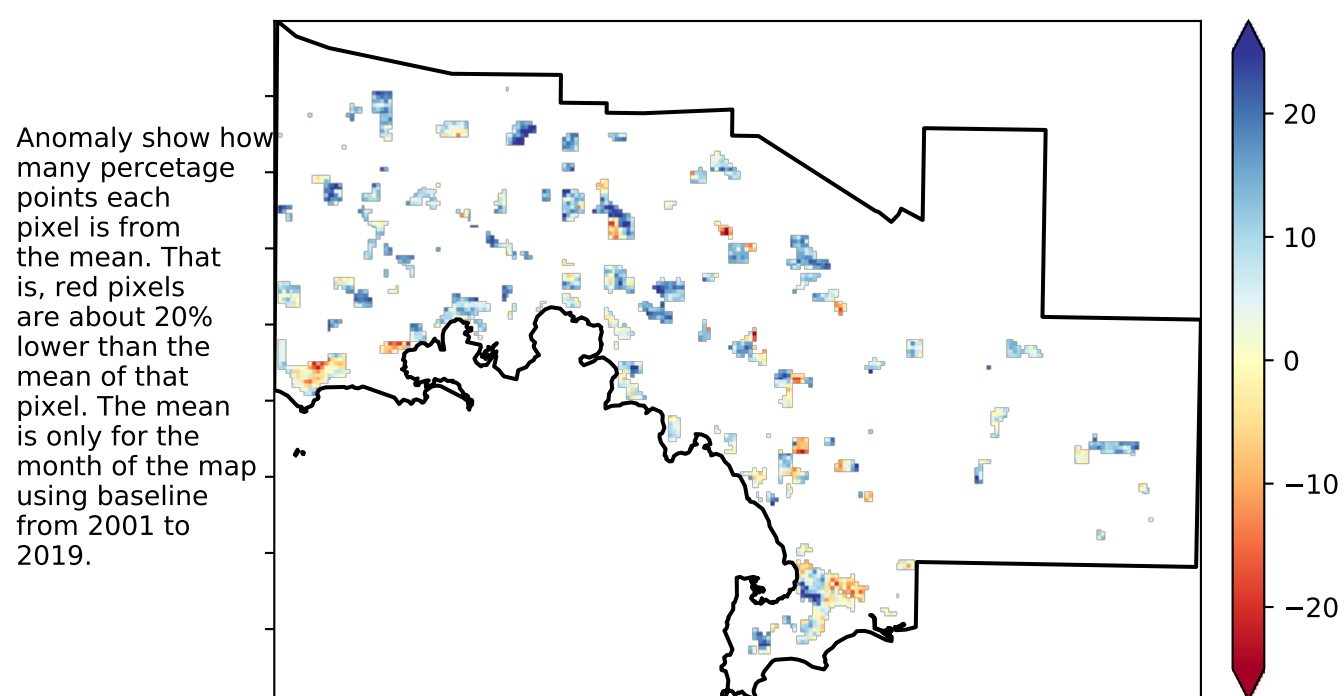 Anomaly show how
many percetage
points each
pixel is from
the mean. That
is, red pixels
are about 20%
lower than the
mean of that
pixel. The mean
is only for the
month of the map
using baseline
from 2001 to
2019.
20
10
0
−10
−20